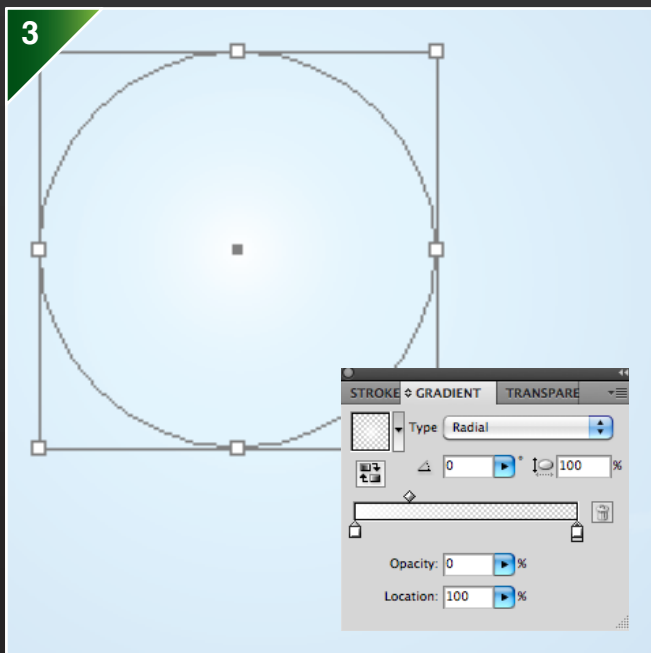 3
STROKE GRADIENT TRANSPARE
Type Radial
0 ° 100 %
Opacity: 0 %
Location: 100 %